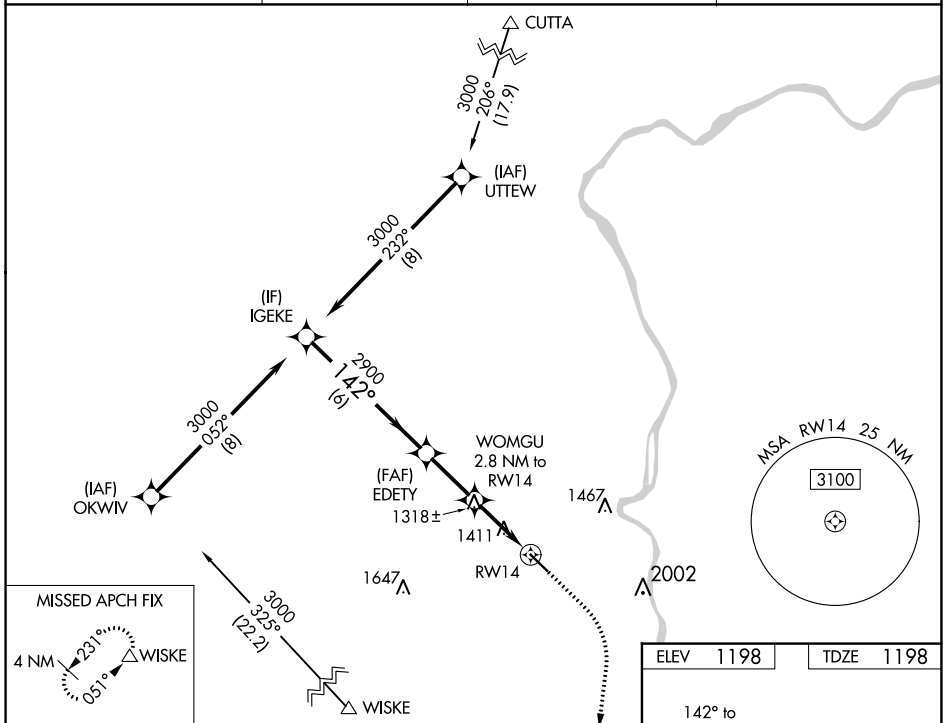 CUTTA
3000
206°
(17.9)
(IAF)
UTTEW
3000
232°
(8)
(IF)
IGEKE
2900
142°
(6)
3000
052°
(8)
(IAF)
OKWIV
WOMGU
2.8 NM to
RW14
(FAF)
EDETY
1318±
1411
1467
RW14
1647
2002
MSA RW14 25 NM
3100
3000
325°
(22.2)
WISKE
MISSED APCH FIX
4 NM
231°
051°
WISKE
ELEV 1198
TDZE 1198
142° to